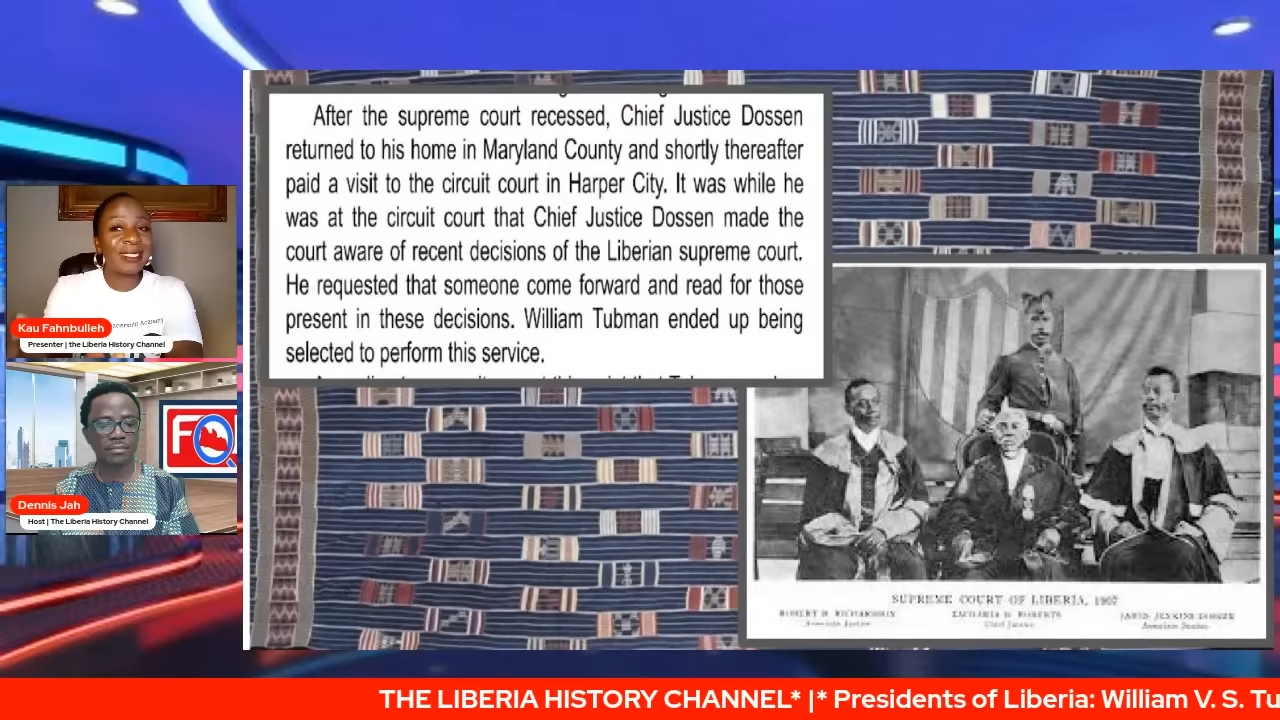 After the supreme court recessed, Chief Justice Dossen
returned to his home in Maryland County and shortly thereafter
paid a visit to the circuit court in Harper City. It was while he
was at the circuit court that Chief Justice Dossen made the
court aware of recent decisions of the Liberian supreme court.
He requested that someone come forward and read for those
present in these decisions. William Tubman ended up being
selected to perform this service.
Kau Fahnbulleh
Presenter | the Liberia History Channel
FQ
Dennis Jah
Host | The Liberia History Channel
SUPREME COURT OF LIBERIA, 1907
ROBERT B. RICHARDSON
Associate Justice
ZACHARIA B. ROBERTS
Chief Justice
JAMES JENKINS DOSSEN
Associate Justice
THE LIBERIA HISTORY CHANNEL* |* Presidents of Liberia: William V. S. Tu